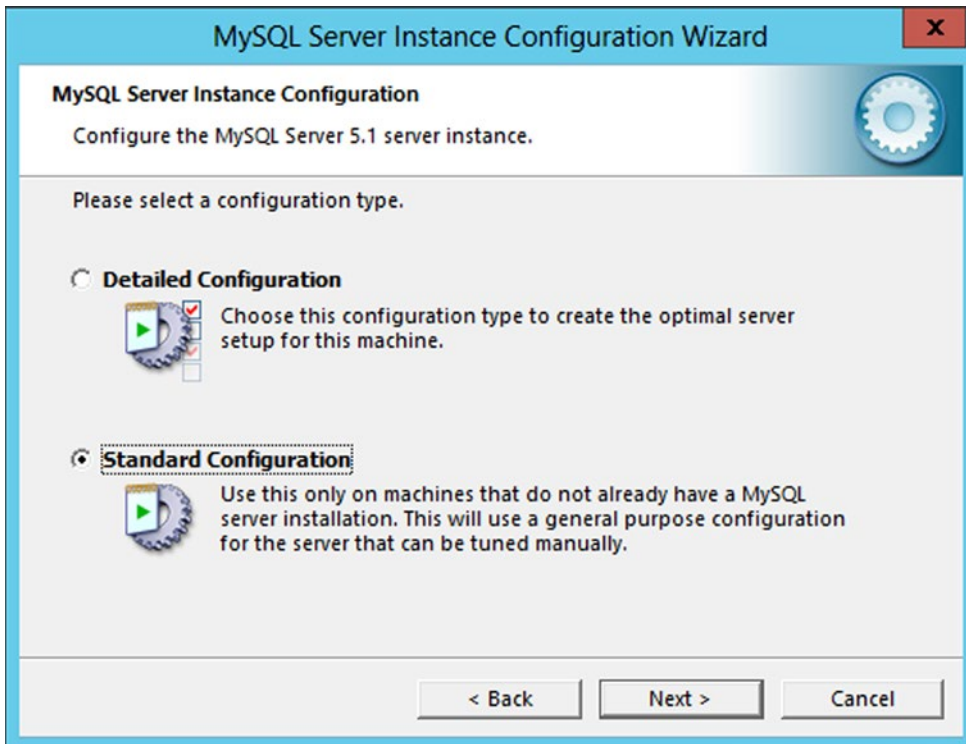 MySQL Server Instance Configuration Wizard
x
MySQL Server Instance Configuration
Configure the MySQL Server 5.1 server instance.
Please select a configuration type.
Detailed Configuration
Choose this configuration type to create the optimal server
setup for this machine.
Standard Configuration
Use this only on machines that do not already have a MySQL
server installation. This will use a general purpose configuration
for the server that can be tuned manually.
< Back
Next >
Cancel